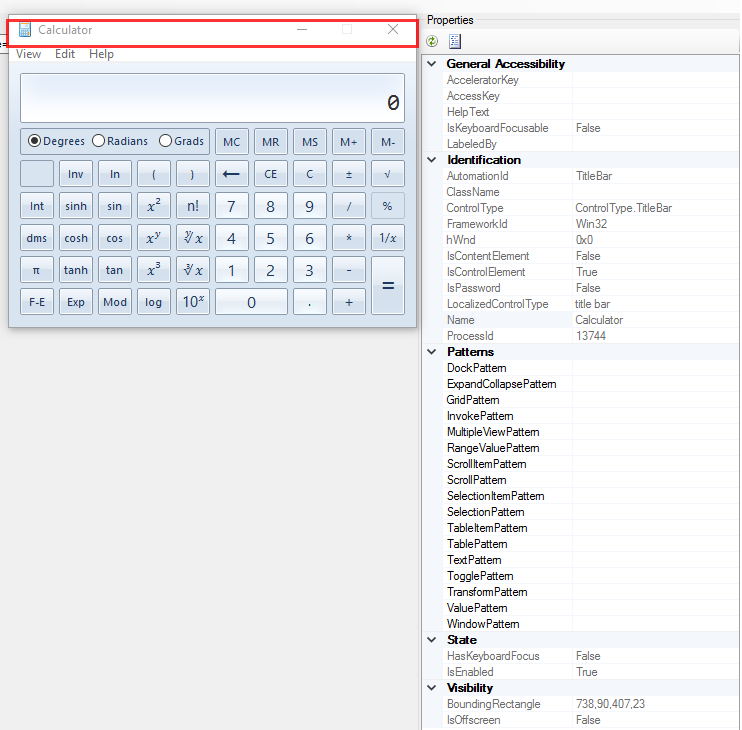 Calculator
View Edit Help
0
Degrees Radians Grads MC MR MS M+ M-
Inv ln ( ) ← CE C ± √
Int sinh sin x² n! 7 8 9 / %
dms cosh cos xʸ ʸ√x 4 5 6 * 1/x
π tanh tan x³ ³√x 1 2 3 - =
F-E Exp Mod log 10ˣ 0 . +
Properties
General Accessibility
AcceleratorKey
AccessKey
HelpText
IsKeyboardFocusable False
LabeledBy
Identification
AutomationId TitleBar
ClassName
ControlType ControlType.TitleBar
FrameworkId Win32
hWnd 0x0
IsContentElement False
IsControlElement True
IsPassword False
LocalizedControlType title bar
Name Calculator
ProcessId 13744
Patterns
DockPattern
ExpandCollapsePattern
GridPattern
InvokePattern
MultipleViewPattern
RangeValuePattern
ScrollItemPattern
ScrollPattern
SelectionItemPattern
SelectionPattern
TableItemPattern
TablePattern
TextPattern
TogglePattern
TransformPattern
ValuePattern
WindowPattern
State
HasKeyboardFocus False
IsEnabled True
Visibility
BoundingRectangle 738,90,407,23
IsOffscreen False